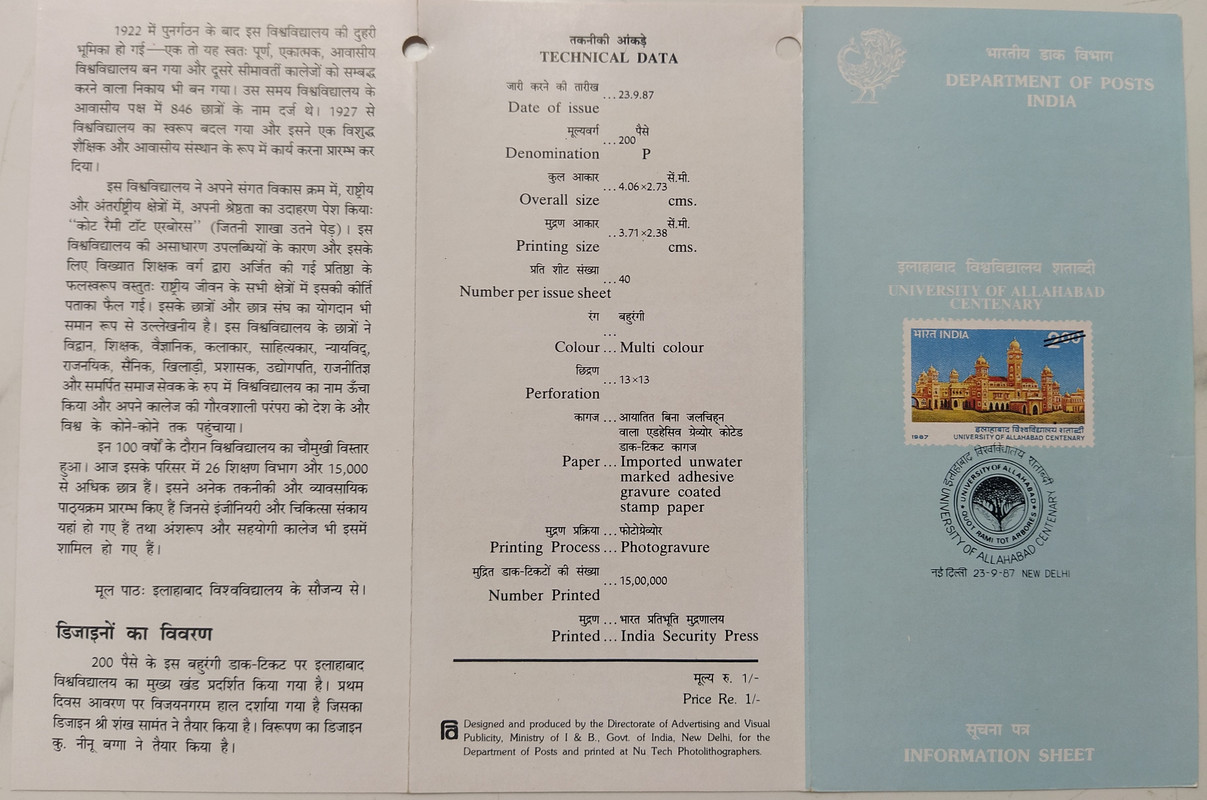 1922 में पुनर्गठन के बाद इस विश्वविद्यालय की दुहरी
भूमिका हो गई—एक तो यह स्वतः पूर्ण, एकात्मक, आवासीय
विश्वविद्यालय बन गया और दूसरे सीमावर्ती कालेजों को सम्बद्ध
करने वाला निकाय भी बन गया। उस समय विश्वविद्यालय के
आवासीय पक्ष में 846 छात्रों के नाम दर्ज थे। 1927 से
विश्वविद्यालय का स्वरूप बदल गया और इसने एक विशुद्ध
शैक्षिक और आवासीय संस्थान के रूप में कार्य करना प्रारम्भ कर
दिया।
इस विश्वविद्यालय ने अपने संगत विकास क्रम में, राष्ट्रीय
और अंतर्राष्ट्रीय क्षेत्रों में, अपनी श्रेष्ठता का उदाहरण पेश कियाः
“कोट रैमी टॉट एरबोरस” (जितनी शाखा उतने पेड़)। इस
विश्वविद्यालय की असाधारण उपलब्धियों के कारण और इसके
लिए विख्यात शिक्षक वर्ग द्वारा अर्जित की गई प्रतिष्ठा के
फलस्वरूप वस्तुतः राष्ट्रीय जीवन के सभी क्षेत्रों में इसकी कीर्ति
पताका फैल गई। इसके छात्रों और छात्र संघ का योगदान भी
समान रूप से उल्लेखनीय है। इस विश्वविद्यालय के छात्रों ने
विद्वान, शिक्षक, वैज्ञानिक, कलाकार, साहित्यकार, न्यायविद्,
राजनयिक, सैनिक, खिलाड़ी, प्रशासक, उद्योगपति, राजनीतिज्ञ
और समर्पित समाज सेवक के रुप में विश्वविद्यालय का नाम ऊँचा
किया और अपने कालेज की गौरवशाली परंपरा को देश के और
विश्व के कोने-कोने तक पहुंचाया।
इन 100 वर्षों के दौरान विश्वविद्यालय का चौमुखी विस्तार
हुआ। आज इसके परिसर में 26 शिक्षण विभाग और 15,000
से अधिक छात्र हैं। इसने अनेक तकनीकी और व्यावसायिक
पाठ्यक्रम प्रारम्भ किए हैं जिनसे इंजीनियरी और चिकित्सा संकाय
यहां हो गए हैं तथा अंशरूप और सहयोगी कालेज भी इसमें
शामिल हो गए हैं।
मूल पाठः इलाहाबाद विश्वविद्यालय के सौजन्य से।
डिजाइनों का विवरण
200 पैसे के इस बहुरंगी डाक-टिकट पर इलाहाबाद
विश्वविद्यालय का मुख्य खंड प्रदर्शित किया गया है। प्रथम
दिवस आवरण पर विजयनगरम हाल दर्शाया गया है जिसका
डिजाइन श्री शंख सामंत ने तैयार किया है। विरूपण का डिजाइन
कु. नीनू बग्गा ने तैयार किया है।
तकनीकी आंकड़े
TECHNICAL DATA
जारी करने की तारीख
...23.9.87
Date of issue
मूल्यवर्ग पैसे
...200
Denomination P
कुल आकार सें.मी.
...4.06×2.73
Overall size cms.
मुद्रण आकार सें.मी.
..3.71×2.38
Printing size cms.
प्रति शीट संख्या
...40
Number per issue sheet
रंग बहुरंगी
...
Colour... Multi colour
छिद्रण
...13×13
Perforation
कागज ... आयातित बिना जलचिह्न
वाला एडहेसिव ग्रेव्योर कोटेड
डाक-टिकट कागज
Paper... Imported unwater
marked adhesive
gravure coated
stamp paper
मुद्रण प्रक्रिया ... फोटोग्रेव्योर
Printing Process... Photogravure
मुद्रित डाक-टिकटों की संख्या
...15,00,000
Number Printed
मुद्रण ... भारत प्रतिभूति मुद्रणालय
Printed... India Security Press
मूल्य रु. 1/-
Price Re. 1/-
Designed and produced by the Directorate of Advertising and Visual
Publicity, Ministry of I & B., Govt. of India, New Delhi, for the
Department of Posts and printed at Nu Tech Photolithographers.
भारतीय डाक विभाग
DEPARTMENT OF POSTS
INDIA
इलाहाबाद विश्वविद्यालय शताब्दी
UNIVERSITY OF ALLAHABAD
CENTENARY
भारत INDIA 200
इलाहाबाद विश्वविद्यालय शताब्दी
1987 UNIVERSITY OF ALLAHABAD CENTENARY
इलाहाबाद विश्वविद्यालय शताब्दी
UNIVERSITY OF ALLAHABAD
QUOT RAMI TOT ARBORES
UNIVERSITY OF ALLAHABAD CENTENARY
नई दिल्ली 23-9-87 NEW DELHI
सूचना पत्र
INFORMATION SHEET